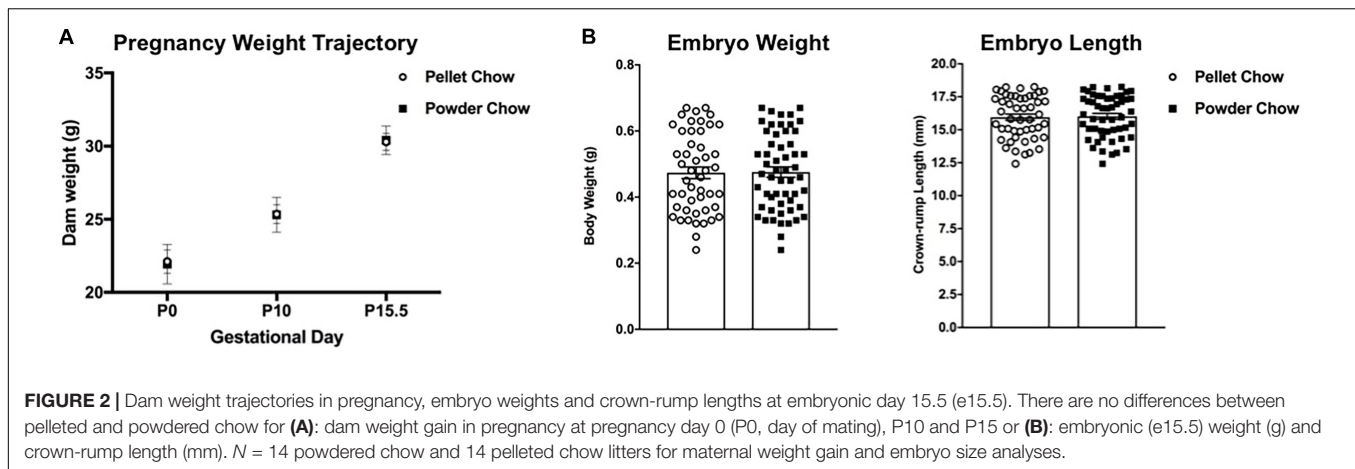 A
Pregnancy Weight Trajectory
35
30
25
20
Dam weight (g)
P0 P10 P15.5
Gestational Day
Pellet Chow
Powder Chow
B
Embryo Weight
0.8
0.6
0.4
0.2
0.0
Body Weight (g)
Embryo Length
20.0
17.5
15.0
12.5
10.0
7.5
5.0
2.5
0.0
Crown-rump Length (mm)
Pellet Chow
Powder Chow
FIGURE 2 | Dam weight trajectories in pregnancy, embryo weights and crown-rump lengths at embryonic day 15.5 (e15.5). There are no differences between
pelleted and powdered chow for (A): dam weight gain in pregnancy at pregnancy day 0 (P0, day of mating), P10 and P15 or (B): embryonic (e15.5) weight (g) and
crown-rump length (mm). N = 14 powdered chow and 14 pelleted chow litters for maternal weight gain and embryo size analyses.